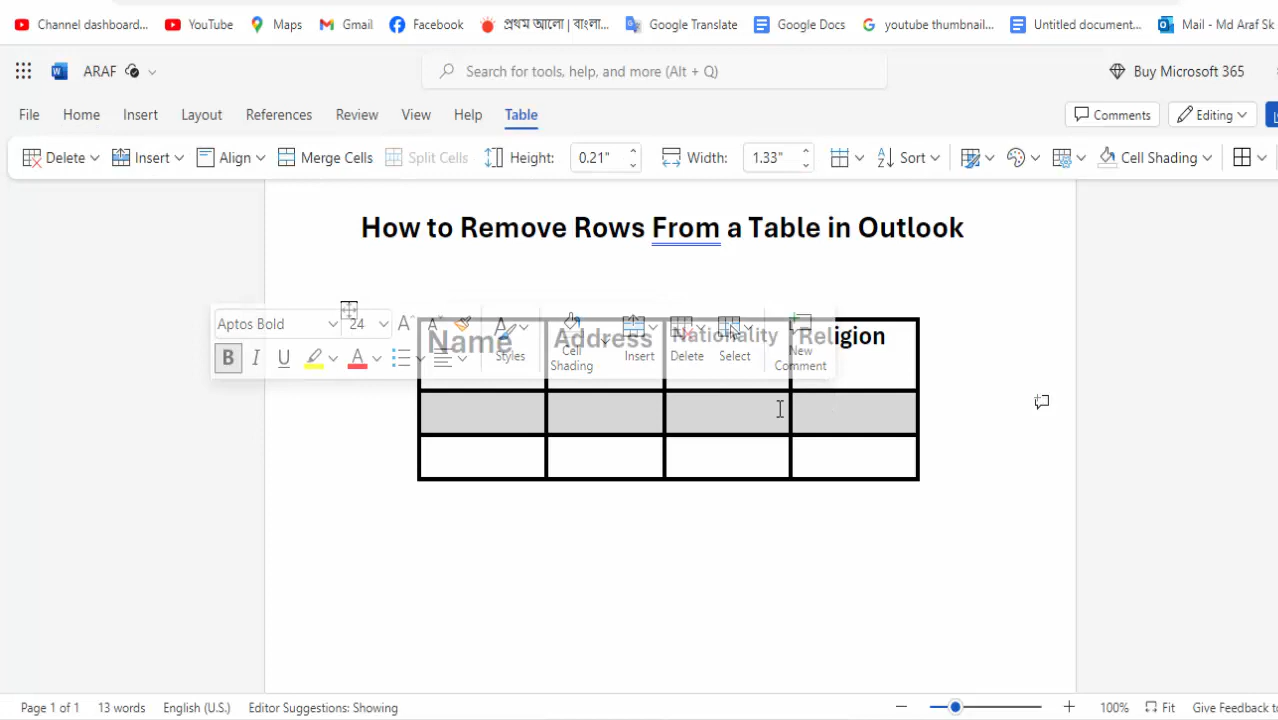 Channel dashboard... YouTube Maps Gmail Facebook প্রথম আলো | বাংলা... Google Translate Google Docs youtube thumbnail... Untitled document... Mail - Md Araf Sk
ARAF Search for tools, help, and more (Alt + Q) Buy Microsoft 365
File Home Insert Layout References Review View Help Table Comments Editing
Delete Insert Align Merge Cells Split Cells Height: 0.21" Width: 1.33" Sort Cell Shading
How to Remove Rows From a Table in Outlook
Aptos Bold 24
Name Address Nationality Religion
B I U A Styles Cell Shading Insert Delete Select New Comment
Page 1 of 1 13 words English (U.S.) Editor Suggestions: Showing 100% Fit Give Feedback to